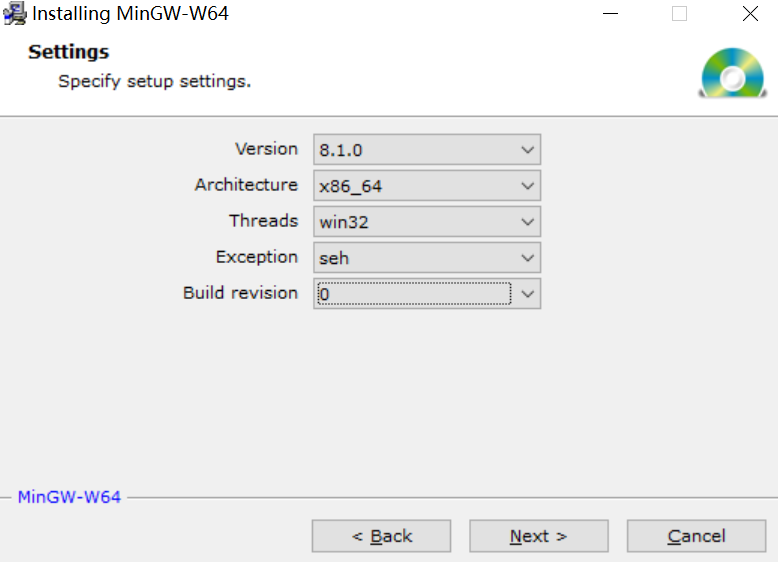 Installing MinGW-W64
Settings
Specify setup settings.
Version 8.1.0
Architecture x86_64
Threads win32
Exception seh
Build revision 0
MinGW-W64
< Back Next > Cancel